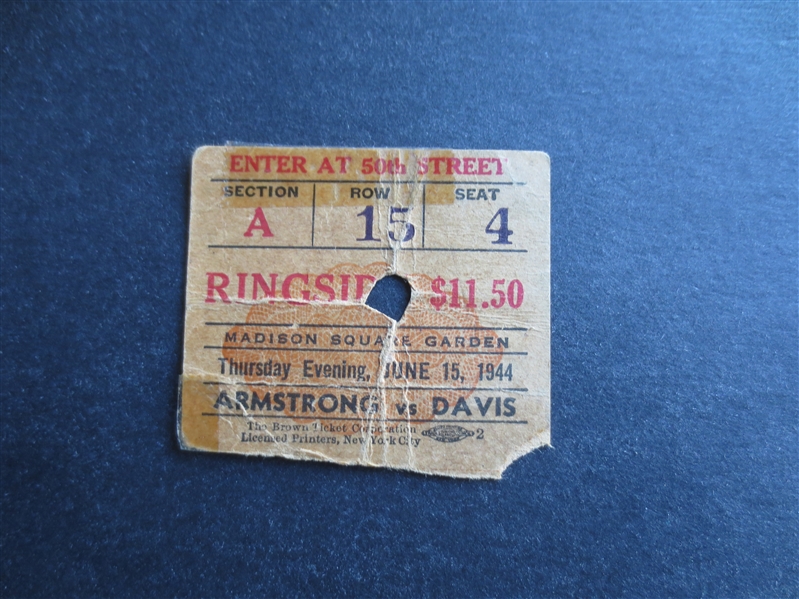 ENTER AT 50th STREET
SECTION ROW SEAT
A 15 4
RINGSID $11.50
MADISON SQUARE GARDEN
Thursday Evening, JUNE 15, 1944
ARMSTRONG vs DAVIS
The Brown Ticket Corporation
Licensed Printers, New York City 2